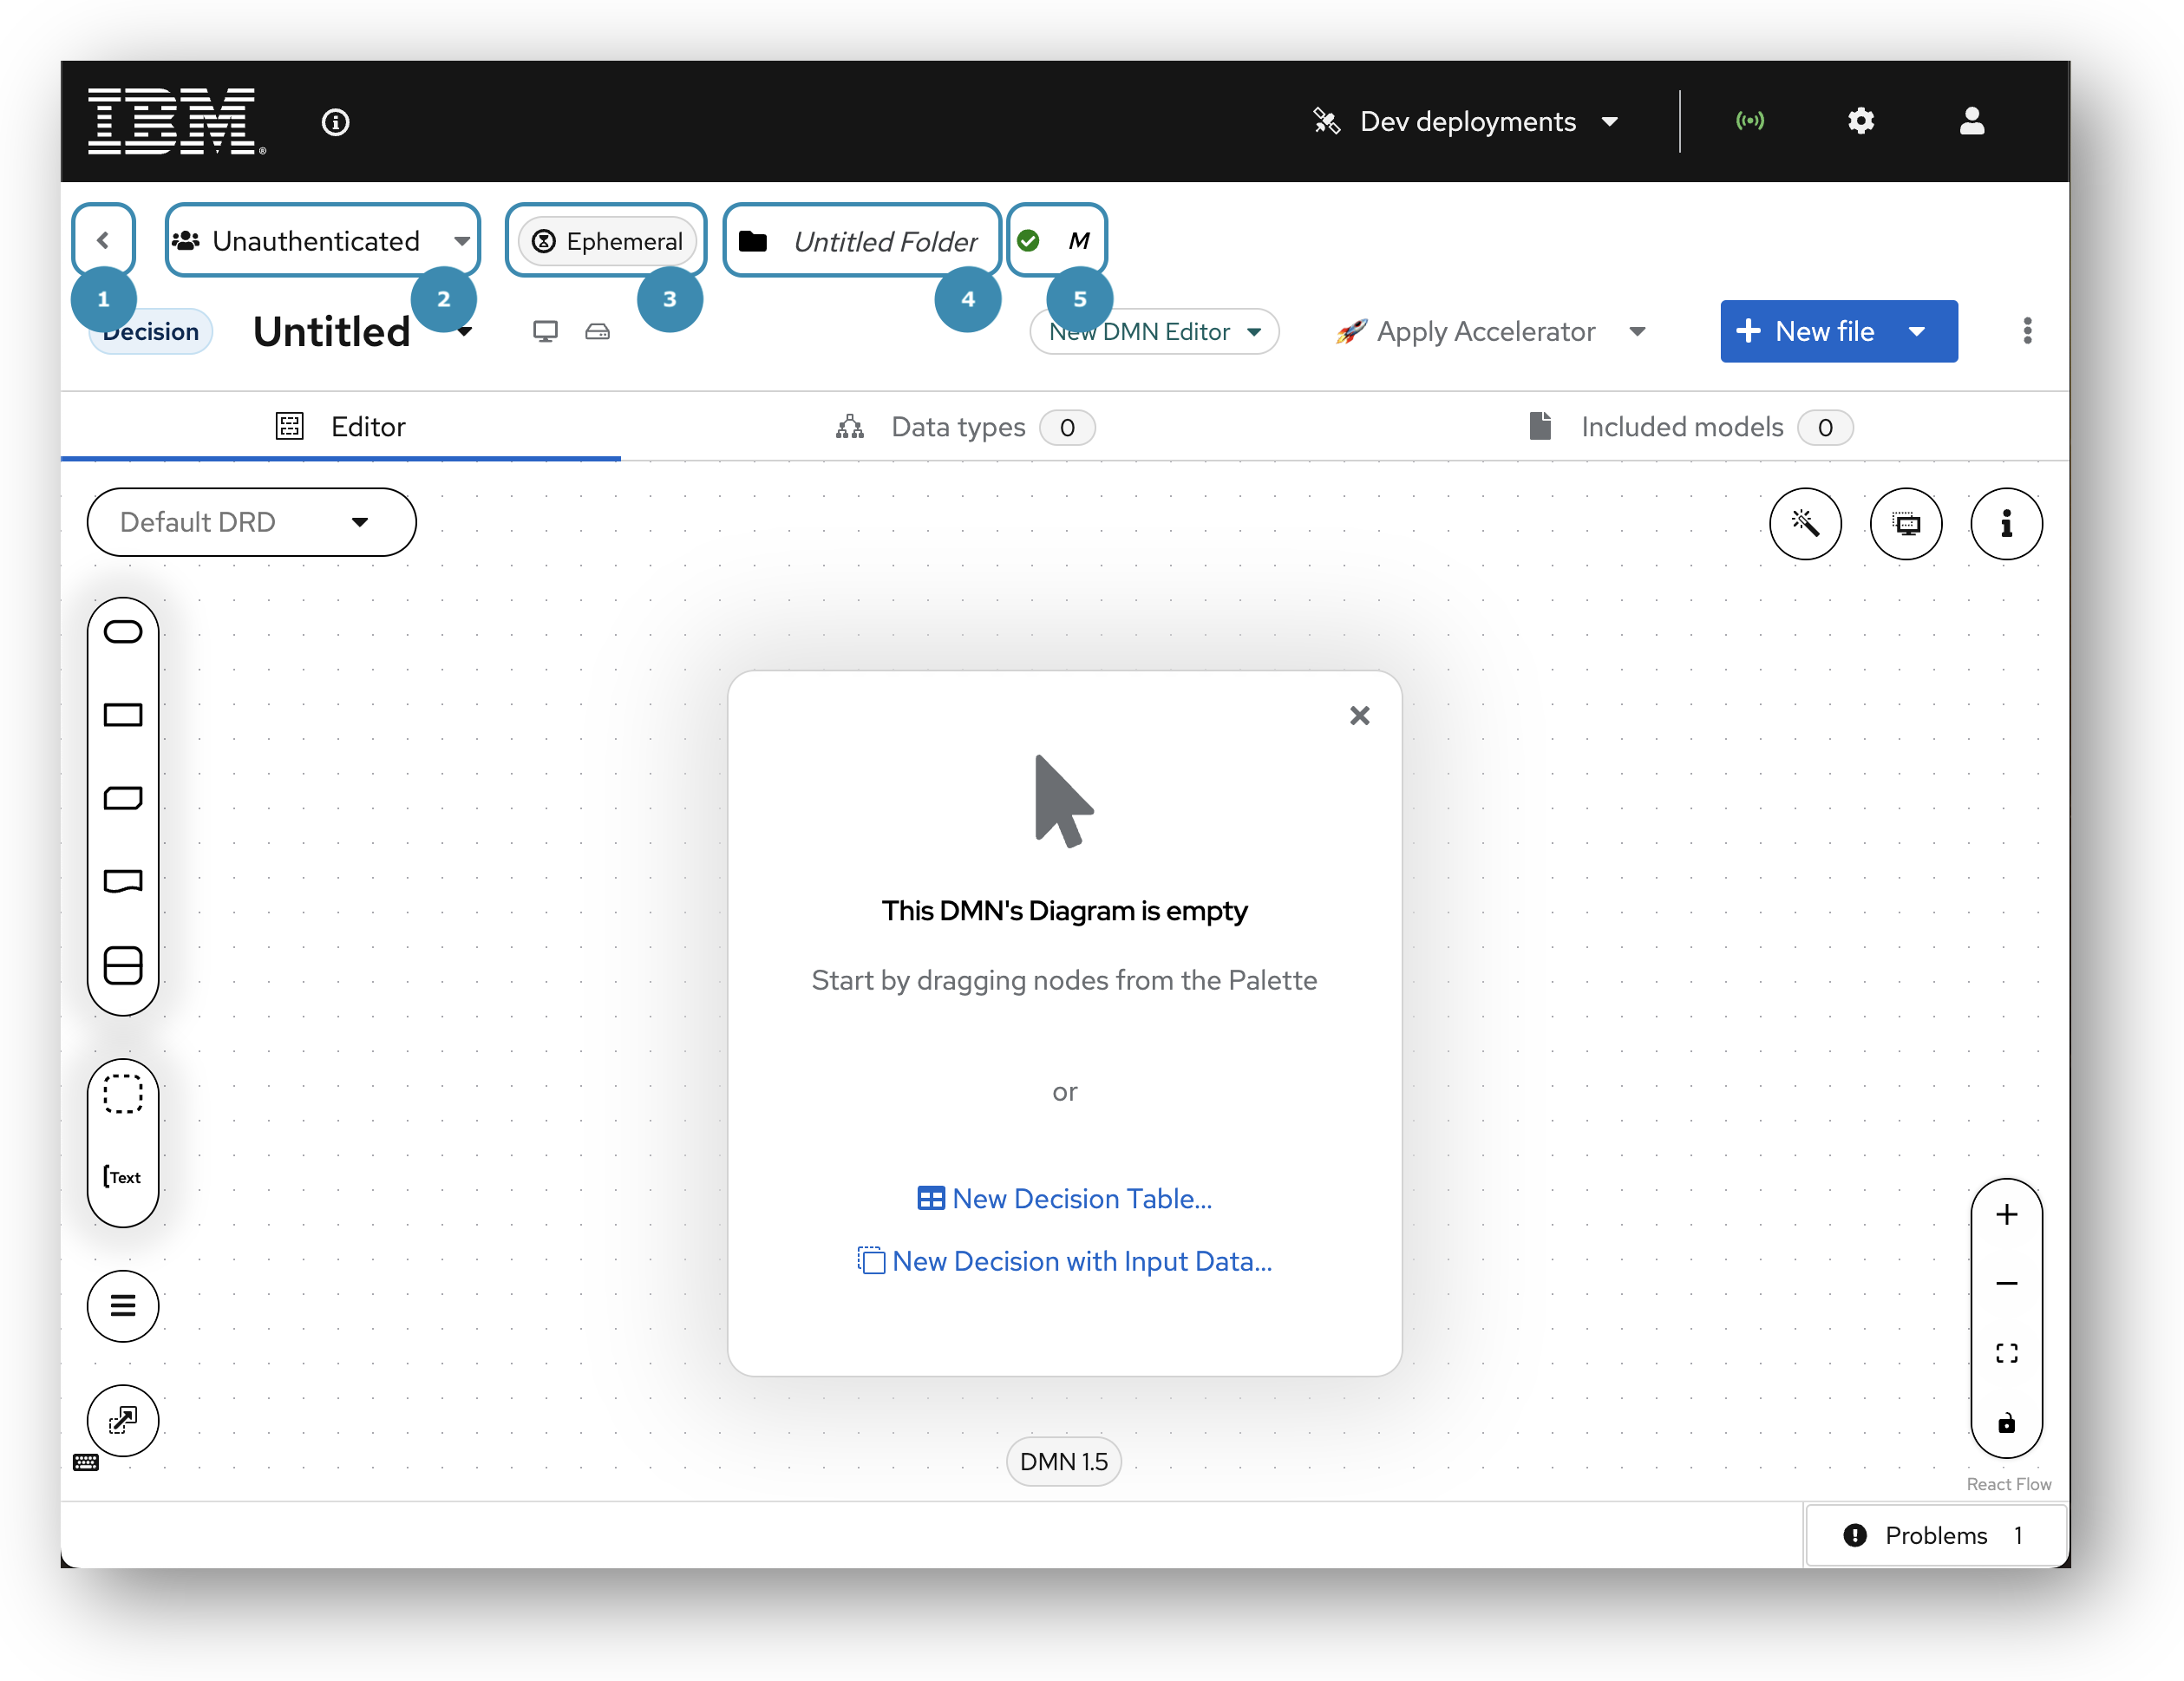 IBM®
Dev deployments
Unauthenticated
Ephemeral
Untitled Folder
M
1
2
3
4
5
Decision
Untitled
New DMN Editor
Apply Accelerator
New file
Editor
Data types 0
Included models 0
Default DRD
This DMN's Diagram is empty
Start by dragging nodes from the Palette
or
New Decision Table...
New Decision with Input Data...
Text
DMN 1.5
React Flow
Problems 1